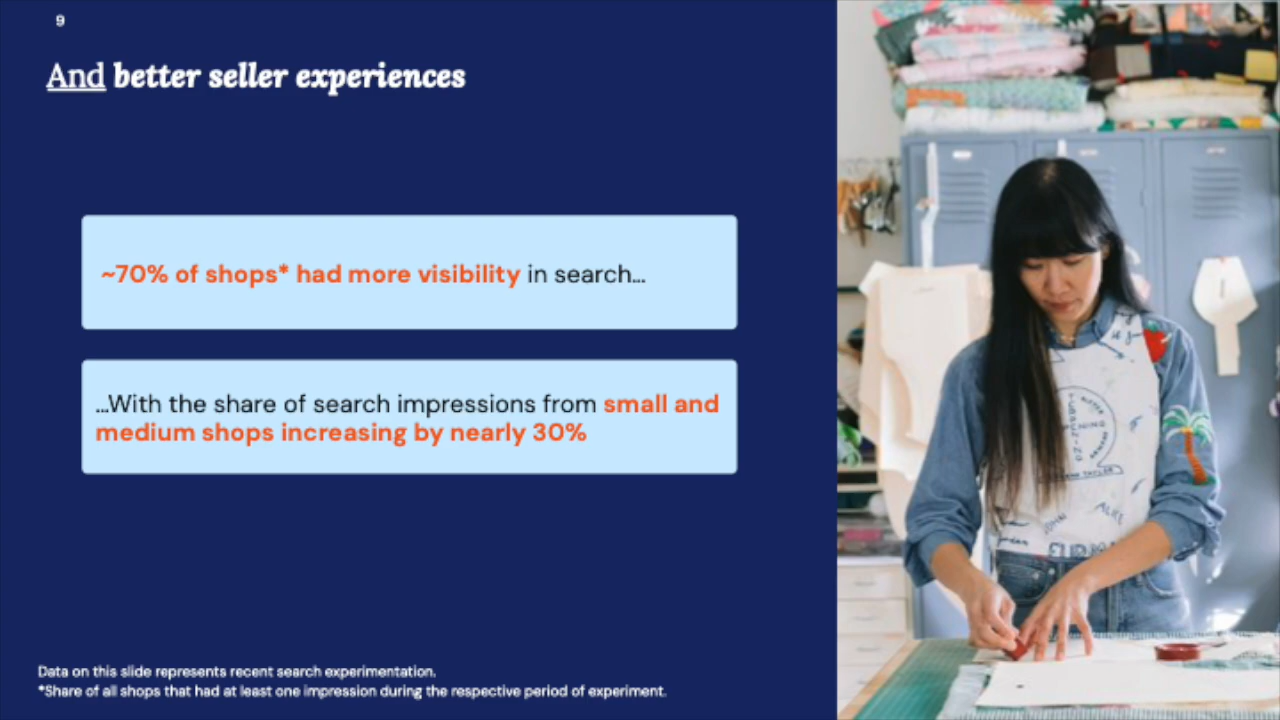 9
And better seller experiences
~70% of shops* had more visibility in search...
...With the share of search impressions from small and
medium shops increasing by nearly 30%
Data on this slide represents recent search experimentation.
*Share of all shops that had at least one impression during the respective period of experiment.
ALICE